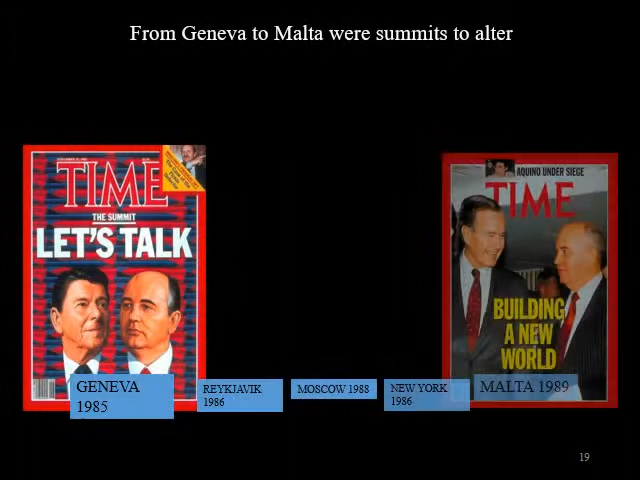 From Geneva to Malta were summits to alter
TIME
THE SUMMIT
LET'S TALK
AQUINO UNDER SIEGE
TIME
BUILDING
A NEW
WORLD
GENEVA
1985
REYKJAVIK
1986
MOSCOW 1988
NEW YORK
1986
MALTA 1989
19